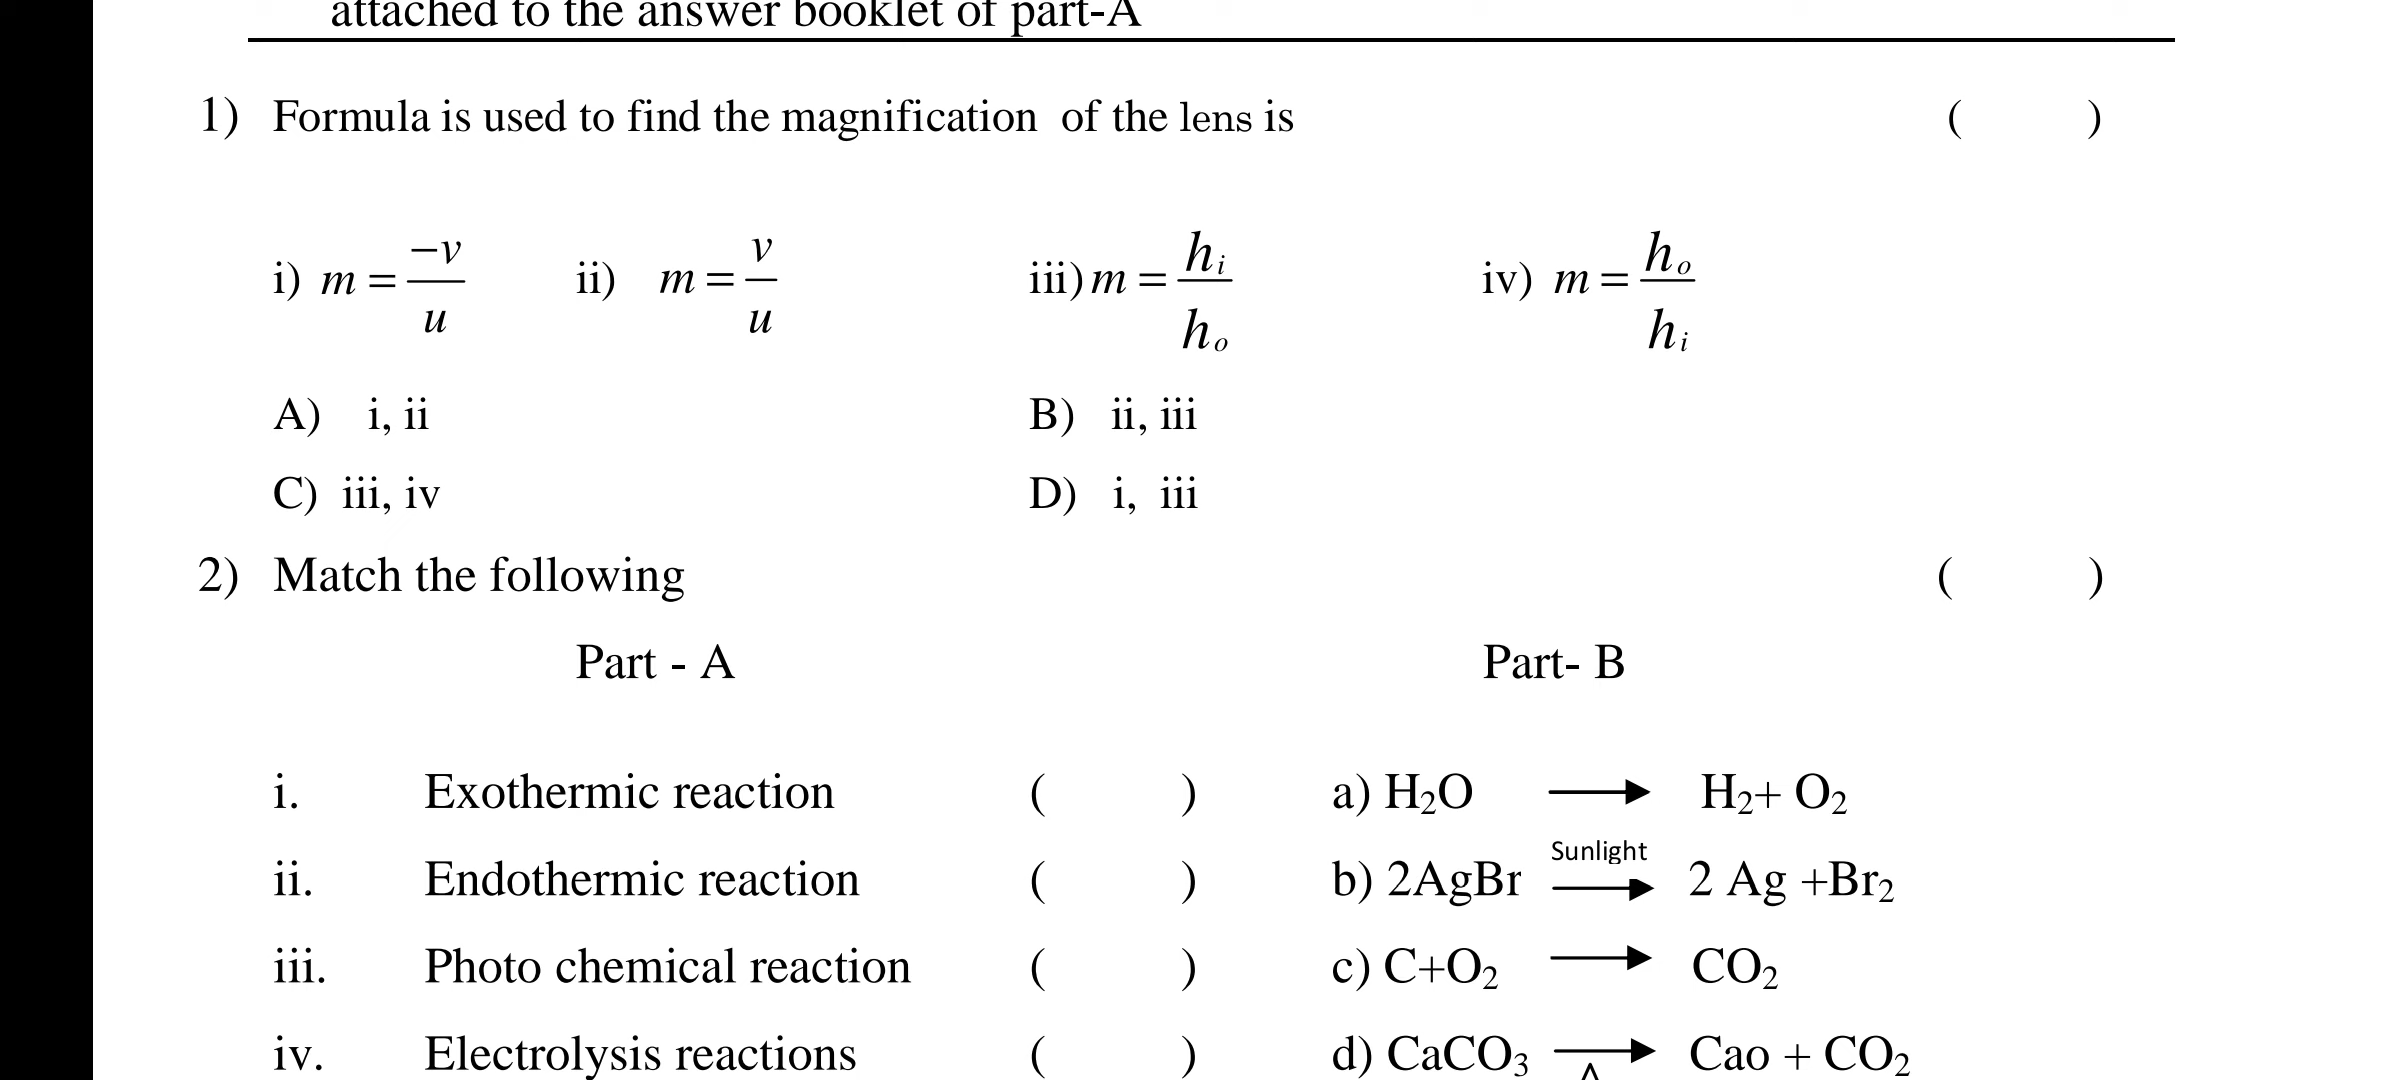 attached to the answer booklet of part-A
1) Formula is used to find the magnification of the lens is ( )
i) m = -v/u ii) m = v/u iii) m = hᵢ/hₒ iv) m = hₒ/hᵢ
A) i, ii B) ii, iii
C) iii, iv D) i, iii
2) Match the following ( )
Part - A Part- B
i. Exothermic reaction ( ) a) H₂O ⟶ H₂+ O₂
Sunlight
ii. Endothermic reaction ( ) b) 2AgBr ⟶ 2 Ag +Br₂
iii. Photo chemical reaction ( ) c) C+O₂ ⟶ CO₂
iv. Electrolysis reactions ( ) d) CaCO₃ ⟶ Cao + CO₂